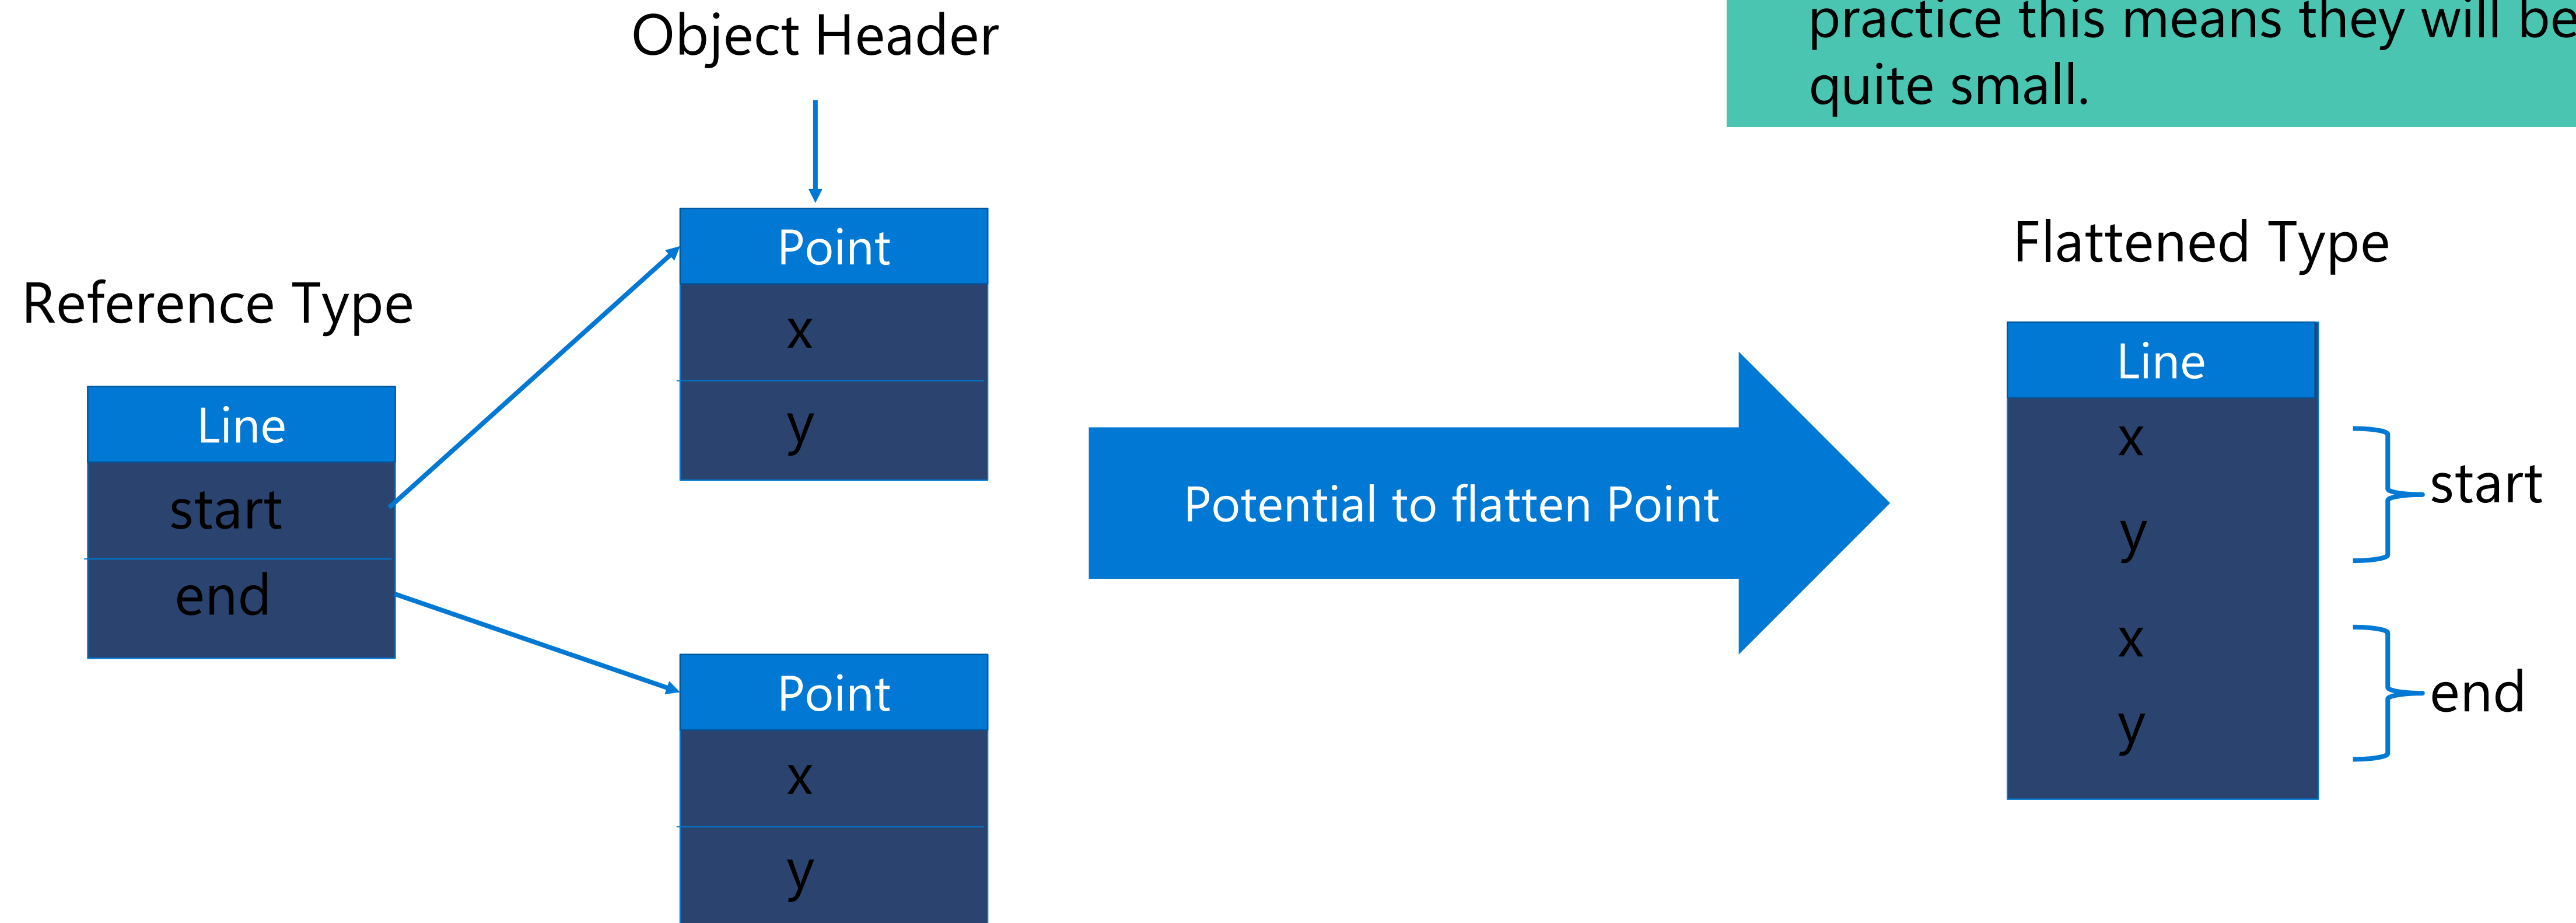 practice this means they will be
quite small.
Object Header
Reference Type
Line
start
end
Point
x
y
Point
x
y
Potential to flatten Point
Flattened Type
Line
x
y
x
y
start
end